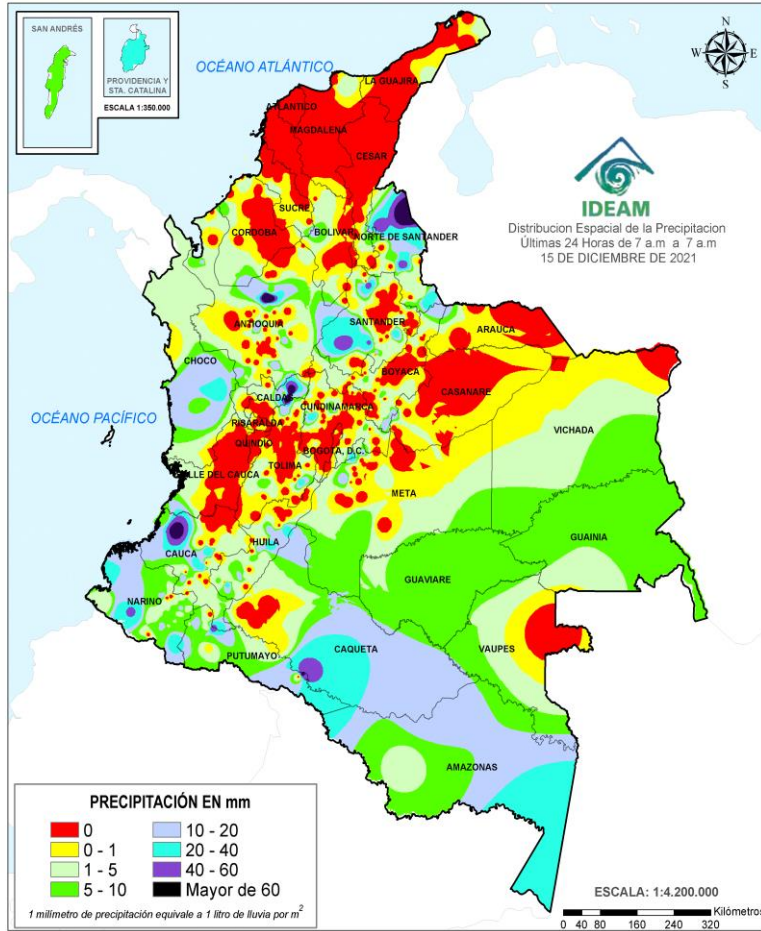 SAN ANDRÉS
PROVIDENCIA Y
STA. CATALINA
ESCALA 1:350.000
OCÉANO ATLÁNTICO
N
W
E
S
LA GUAJIRA
ATLANTICO
MAGDALENA
CESAR
IDEAM
Distribucion Espacial de la Precipitacion
Últimas 24 Horas de 7 a.m a 7 a.m
15 DE DICIEMBRE DE 2021
SUCRE
CORDOBA
BOLIVAR
NORTE DE SANTANDER
ANTIOQUIA
SANTANDER
ARAUCA
CHOCO
BOYACA
CASANARE
CALDAS
CUNDINAMARCA
OCÉANO PACÍFICO
RISARALDA
VICHADA
QUINDIO
BOGOTA, D.C.
TOLIMA
VALLE DEL CAUCA
META
GUAINIA
HUILA
CAUCA
GUAVIARE
NARINO
CAQUETA
VAUPES
PUTUMAYO
AMAZONAS
PRECIPITACIÓN EN mm
0
10 - 20
0 - 1
20 - 40
1 - 5
40 - 60
5 - 10
Mayor de 60
1 milímetro de precipitación equivale a 1 litro de lluvia por m²
ESCALA: 1:4.200.000
Kilómetros
0 40 80 160 240 320